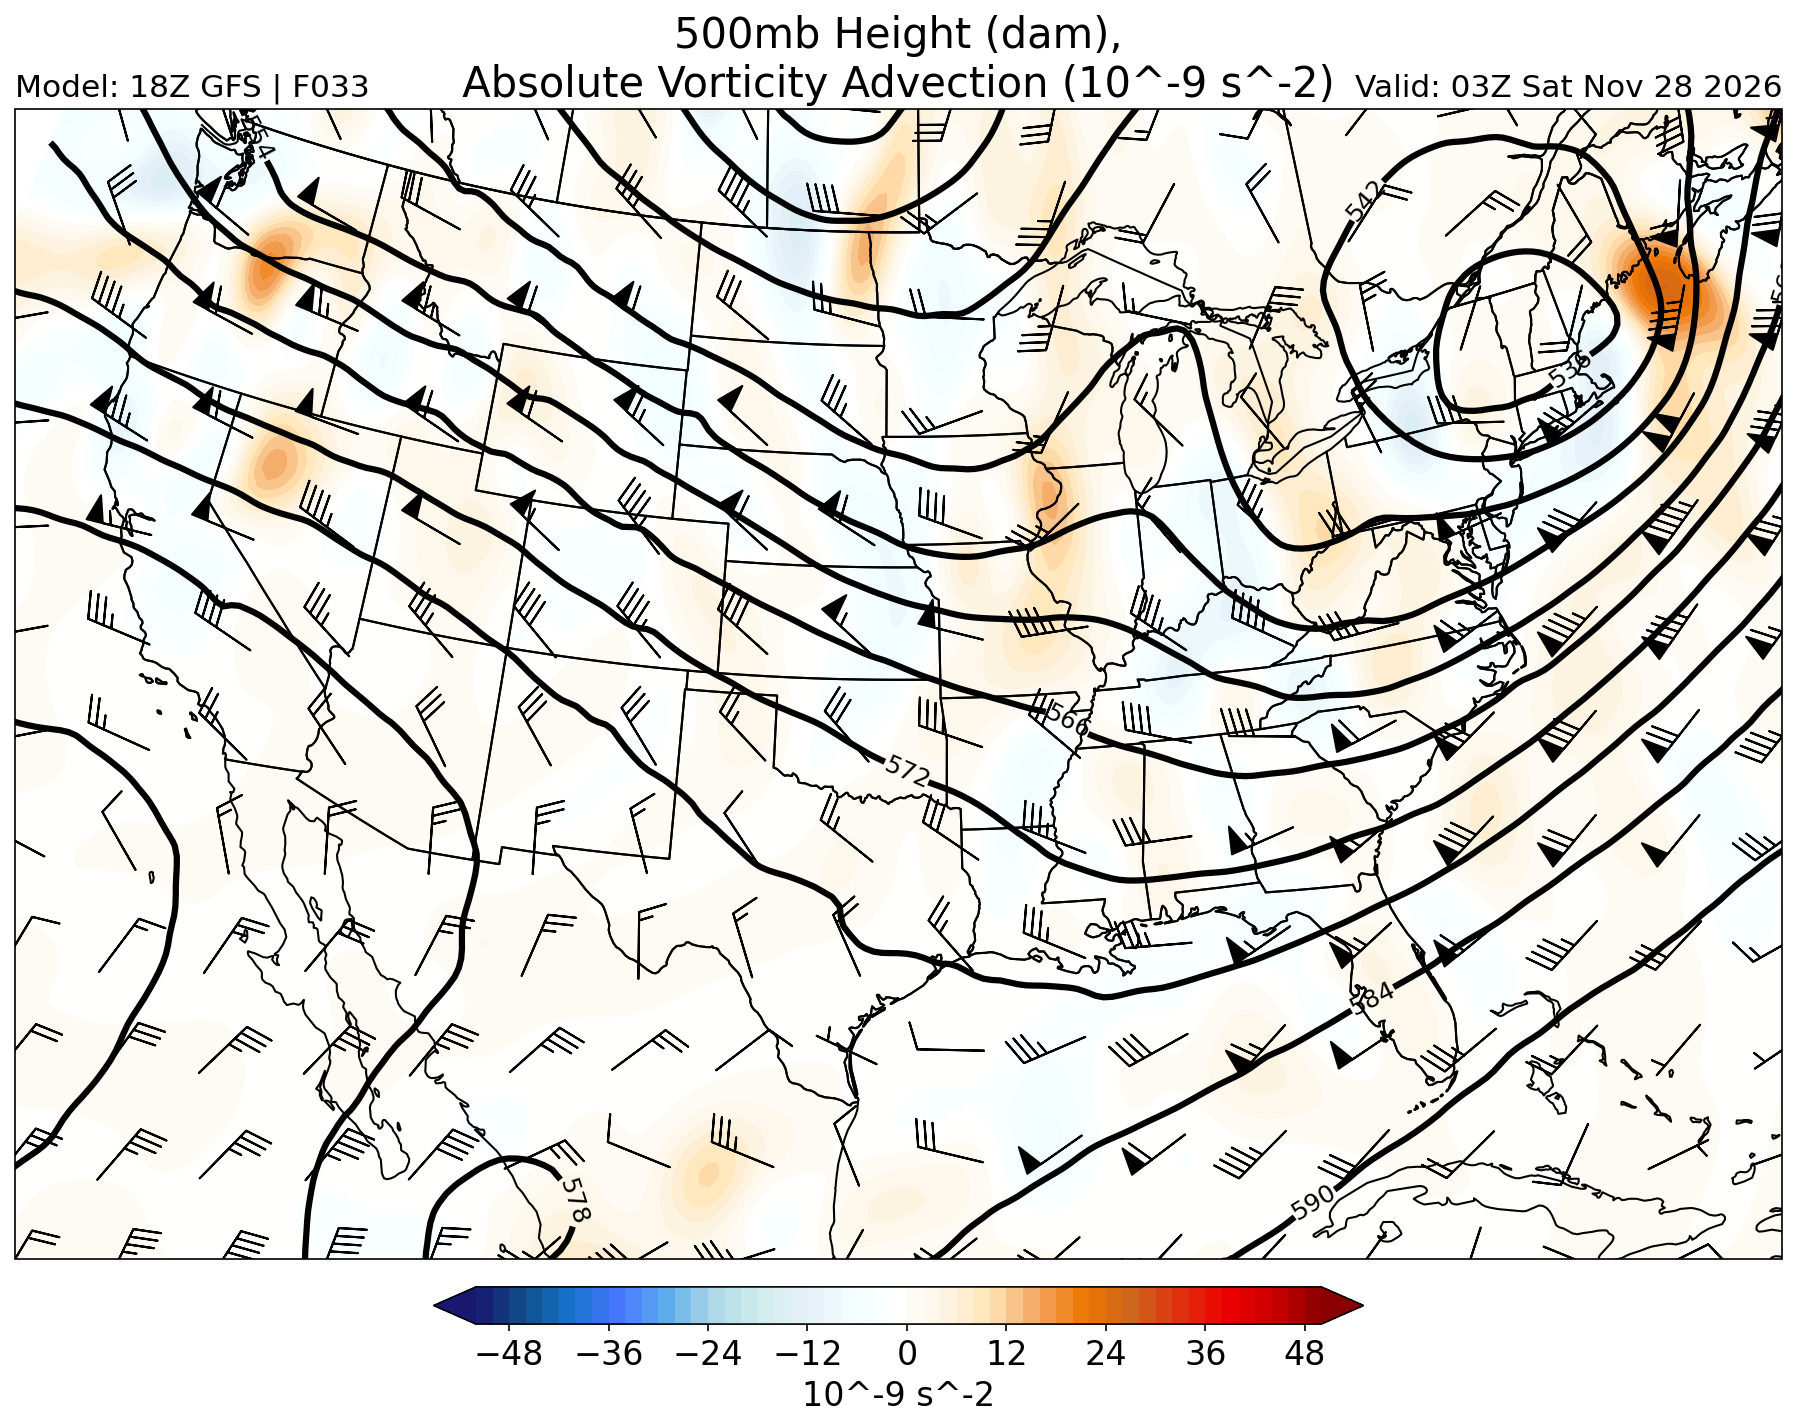 500mb Height (dam),
Model: 18Z GFS | F033
Absolute Vorticity Advection (10^-9 s^-2)
Valid: 03Z Sat Nov 28 2026
542
536
566
572
584
578
590
−48 −36 −24 −12 0 12 24 36 48
10^-9 s^-2